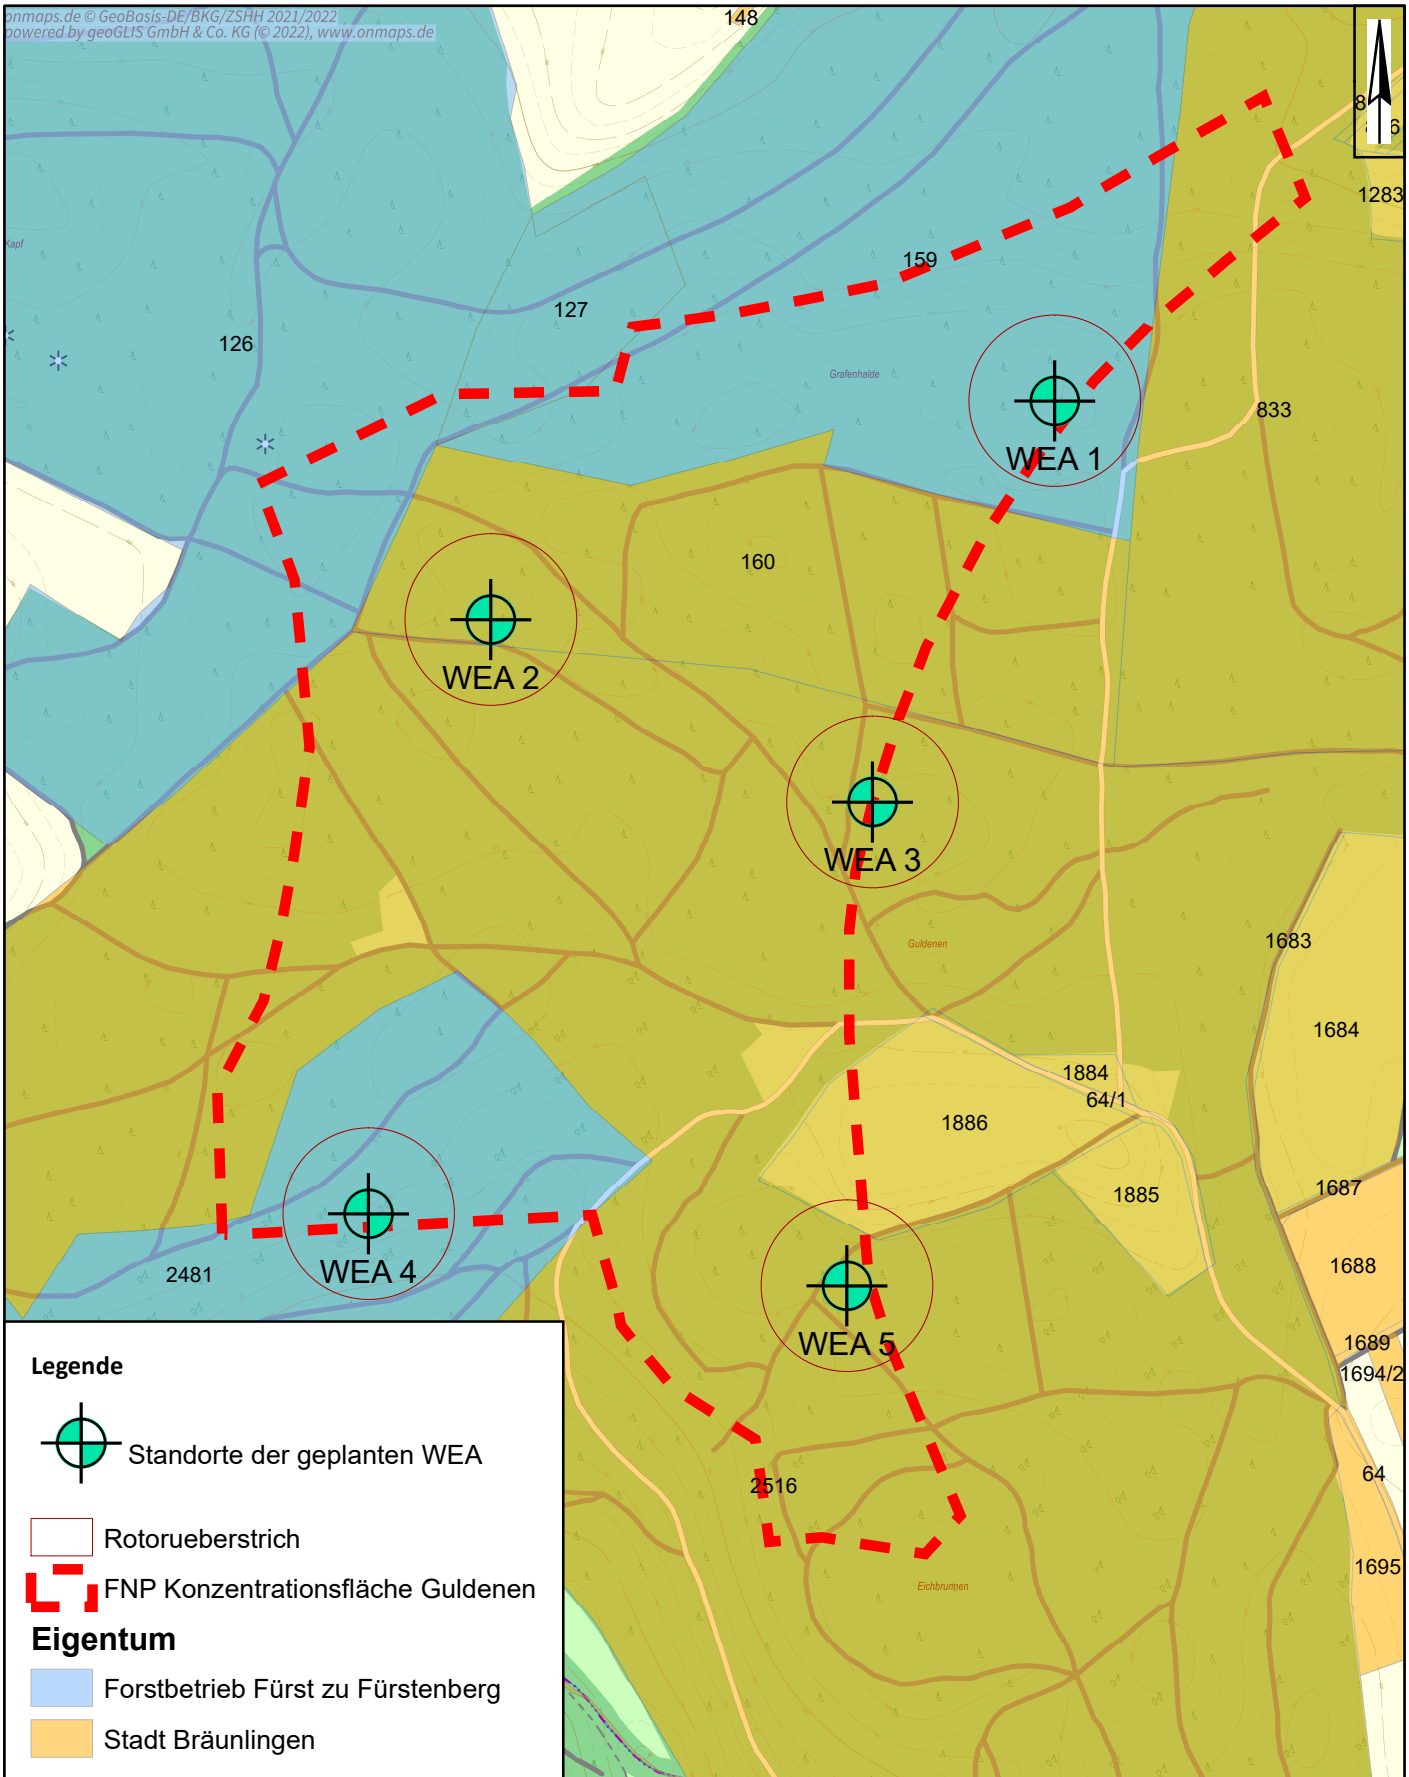 onmaps.de © GeoBasis-DE/BKG/ZSHH 2021/2022
powered by geoGLIS GmbH & Co. KG (© 2022), www.onmaps.de
148
1283
Kapf
159
127
126
Grafenhalde
833
WEA 1
160
WEA 2
WEA 3
Guldenen
1683
1684
1884
64/1
1886
1885
1687
2481
WEA 4
1688
WEA 5
1689
1694/2
64
2516
1695
Eichbrunnen
Legende
Standorte der geplanten WEA
Rotorueberstrich
FNP Konzentrationsfläche Guldenen
Eigentum
Forstbetrieb Fürst zu Fürstenberg
Stadt Bräunlingen